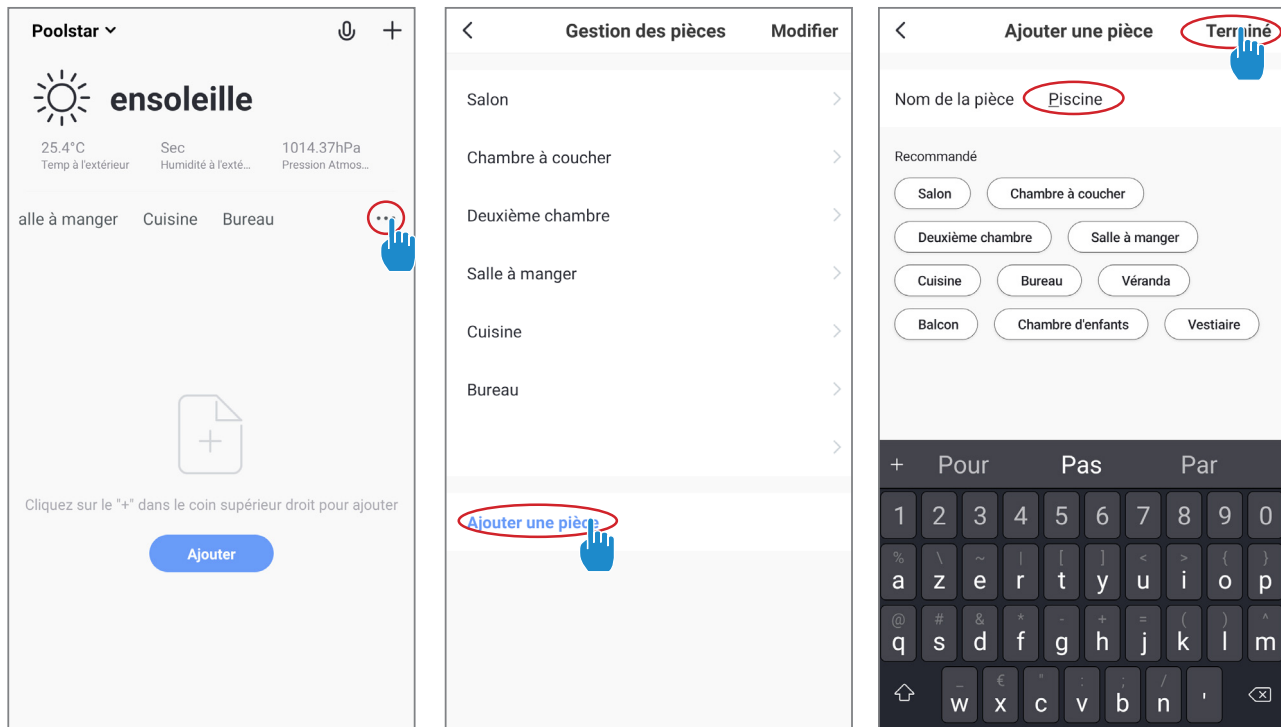 Poolstar
ensoleille
25.4°C Sec 1014.37hPa
Temp à l'extérieur Humidité à l'exté... Pression Atmos...
alle à manger Cuisine Bureau ...
Cliquez sur le "+" dans le coin supérieur droit pour ajouter
Ajouter
Gestion des pièces Modifier
Salon
Chambre à coucher
Deuxième chambre
Salle à manger
Cuisine
Bureau
Ajouter une pièce
Ajouter une pièce Terminé
Nom de la pièce Piscine
Recommandé
Salon Chambre à coucher
Deuxième chambre Salle à manger
Cuisine Bureau Véranda
Balcon Chambre d'enfants Vestiaire
+ Pour Pas Par
1 2 3 4 5 6 7 8 9 0
% \ ~ | [ ] < > { }
a z e r t y u i o p
@ # & * - + = ( ) ^
q s d f g h j k l m
_ € " : ; /
w x c v b n '